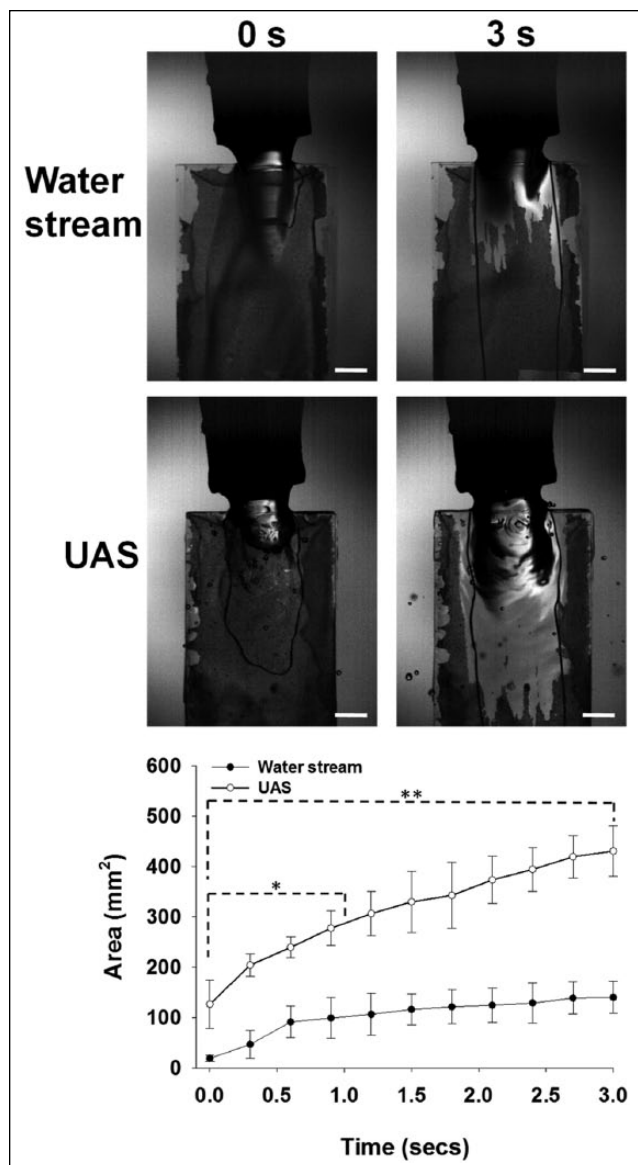 0 s
3 s
Water
stream
UAS
600
500
400
300
200
100
0
Area (mm²)
Water stream
UAS
**
*
0.0 0.5 1.0 1.5 2.0 2.5 3.0
Time (secs)